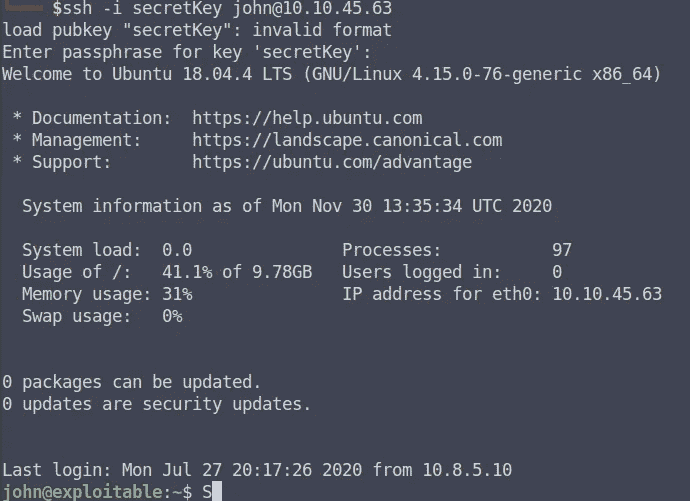 $ssh -i secretKey john@10.10.45.63
load pubkey "secretKey": invalid format
Enter passphrase for key 'secretKey':
Welcome to Ubuntu 18.04.4 LTS (GNU/Linux 4.15.0-76-generic x86_64)
* Documentation: https://help.ubuntu.com
* Management: https://landscape.canonical.com
* Support: https://ubuntu.com/advantage
System information as of Mon Nov 30 13:35:34 UTC 2020
System load: 0.0 Processes: 97
Usage of /: 41.1% of 9.78GB Users logged in: 0
Memory usage: 31% IP address for eth0: 10.10.45.63
Swap usage: 0%
0 packages can be updated.
0 updates are security updates.
Last login: Mon Jul 27 20:17:26 2020 from 10.8.5.10
john@exploitable:~$ S